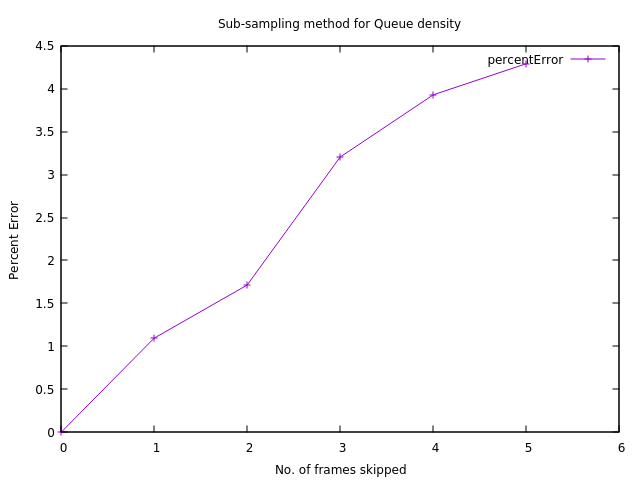 Sub-sampling method for Queue density
4.5
percentError
4
3.5
3
2.5
2
1.5
1
0.5
0
Percent Error
0 1 2 3 4 5 6
No. of frames skipped